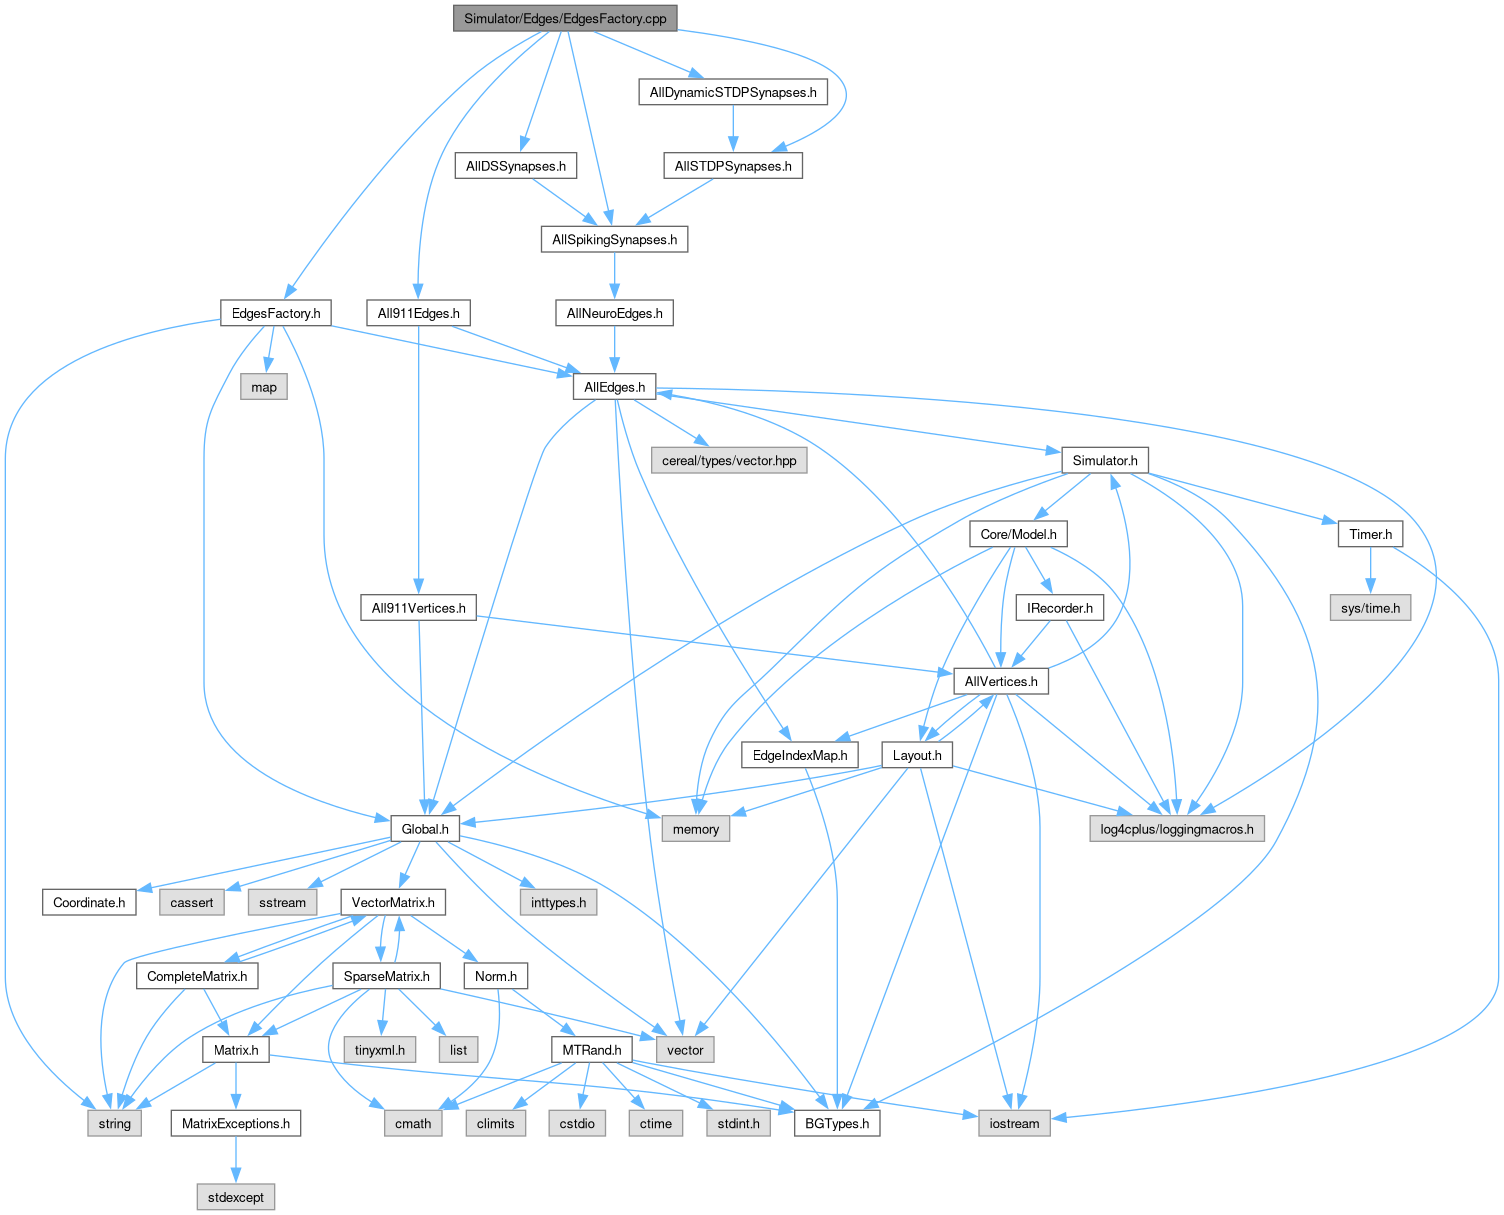 Simulator/Edges/EdgesFactory.cpp
AllDynamicSTDPSynapses.h
AllDSSynapses.h
AllSTDPSynapses.h
AllSpikingSynapses.h
EdgesFactory.h
All911Edges.h
AllNeuroEdges.h
map
AllEdges.h
cereal/types/vector.hpp
Simulator.h
Core/Model.h
Timer.h
All911Vertices.h
IRecorder.h
sys/time.h
AllVertices.h
EdgeIndexMap.h
Layout.h
Global.h
memory
log4cplus/loggingmacros.h
Coordinate.h
cassert
sstream
VectorMatrix.h
inttypes.h
CompleteMatrix.h
SparseMatrix.h
Norm.h
Matrix.h
tinyxml.h
list
MTRand.h
vector
string
MatrixExceptions.h
cmath
climits
cstdio
ctime
stdint.h
BGTypes.h
iostream
stdexcept